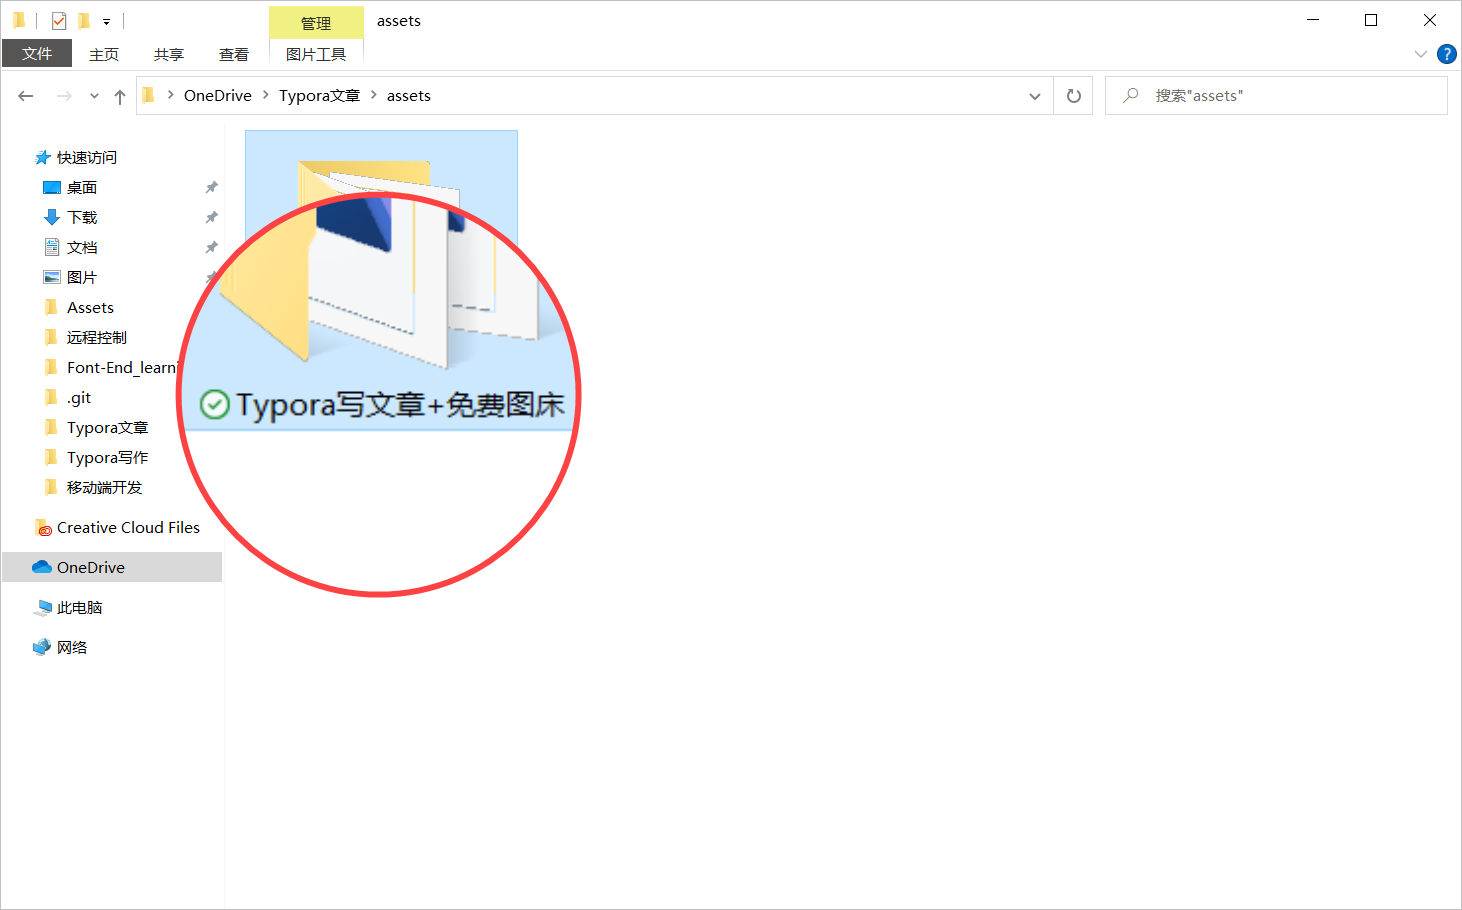 管理
assets
文件
主页
共享
查看
图片工具
OneDrive
Typora文章
assets
搜索"assets"
快速访问
桌面
下载
文档
图片
Assets
远程控制
Font-End_learni
.git
Typora文章
Typora写作
移动端开发
Creative Cloud Files
OneDrive
此电脑
网络
Typora写文章+免费图床